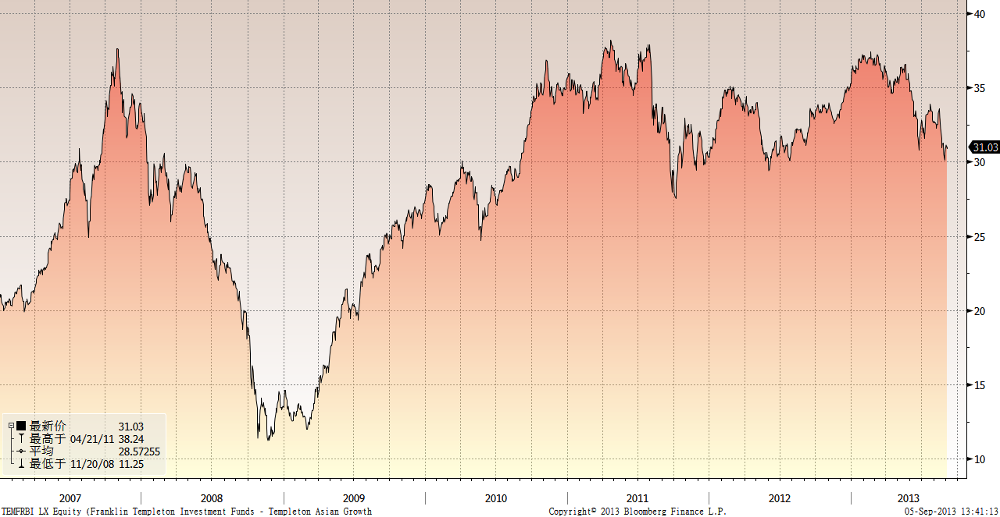 40
35
31.03
30
25
20
15
10
最新价 31.03
最高于 04/21/11 38.24
平均 28.57255
最低于 11/20/08 11.25
2007 2008 2009 2010 2011 2012 2013
TEMFRBI LX Equity (Franklin Templeton Investment Funds - Templeton Asian Growth Copyright© 2013 Bloomberg Finance L.P. 05-Sep-2013 13:41:13